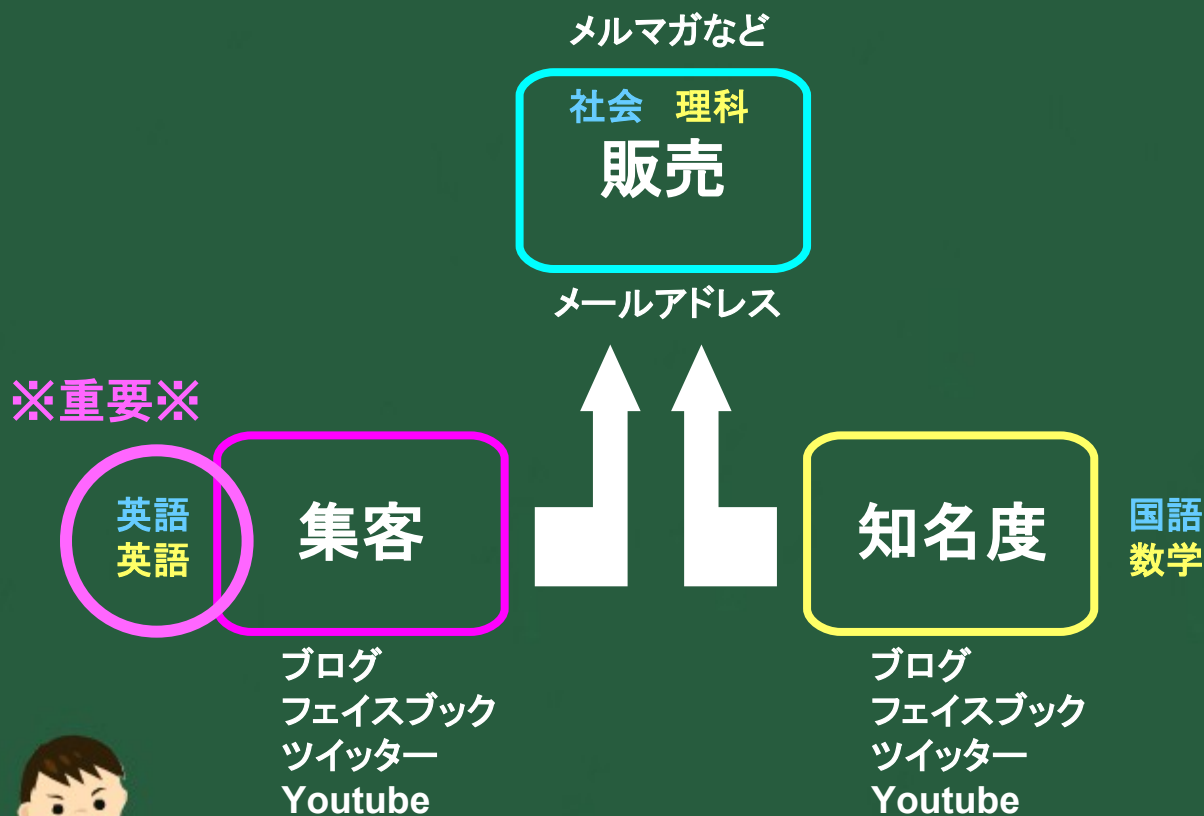 メルマガなど
社会 理科
販売
メールアドレス
※重要※
英語
英語
集客
知名度
国語
数学
ブログ
フェイスブック
ツイッター
Youtube
ブログ
フェイスブック
ツイッター
Youtube